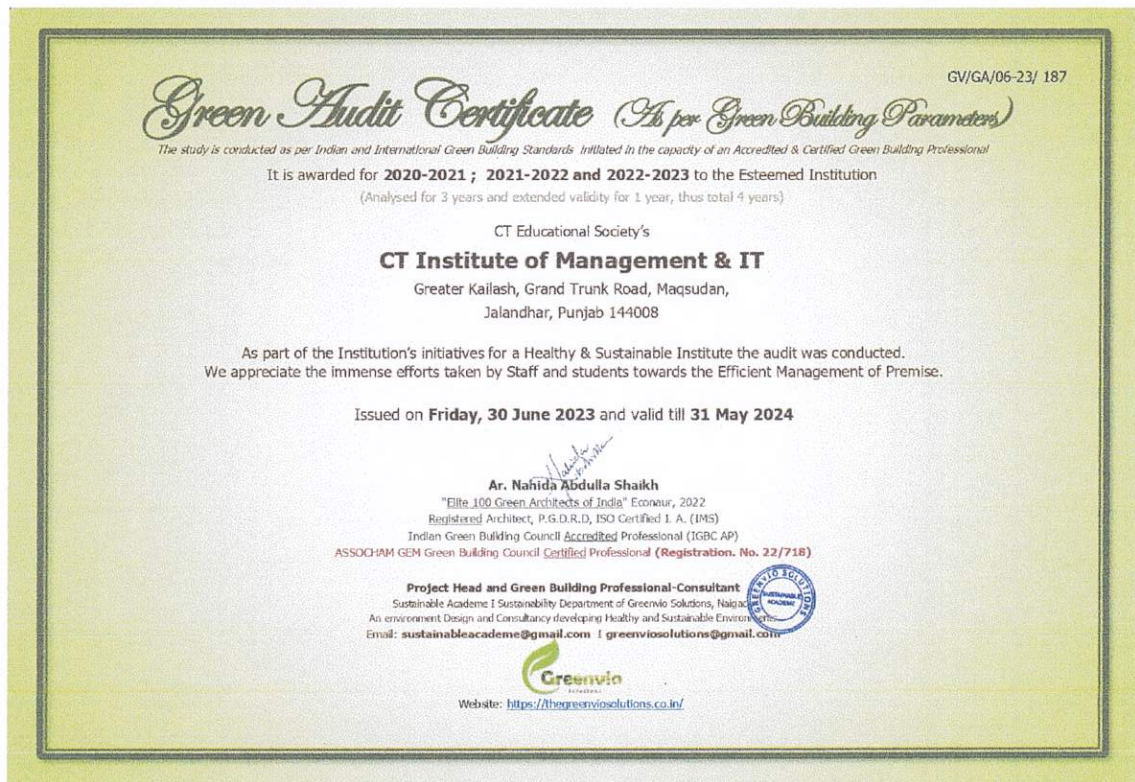 GV/GA/06-23/ 187
Green Audit Certificate (As per Green Building Parameters)
The study is conducted as per Indian and International Green Building Standards initiated in the capacity of an Accredited & Certified Green Building Professional
It is awarded for 2020-2021 ; 2021-2022 and 2022-2023 to the Esteemed Institution
(Analysed for 3 years and extended validity for 1 year, thus total 4 years)
CT Educational Society's
CT Institute of Management & IT
Greater Kailash, Grand Trunk Road, Maqsudan,
Jalandhar, Punjab 144008
As part of the Institution's initiatives for a Healthy & Sustainable Institute the audit was conducted.
We appreciate the immense efforts taken by Staff and students towards the Efficient Management of Premise.
Issued on Friday, 30 June 2023 and valid till 31 May 2024
Ar. Nahida Abdulla Shaikh
"Elite 100 Green Architects of India" Econaur, 2022
Registered Architect, P.G.D.R.D, ISO Certified I. A. (IMS)
Indian Green Building Council Accredited Professional (IGBC AP)
ASSOCHAM GEM Green Building Council Certified Professional (Registration. No. 22/718)
Project Head and Green Building Professional-Consultant
Sustainable Academe I Sustainability Department of Greenvio Solutions,
An environment Design and Consultancy developing Healthy and Sustainable
Email: sustainableacademe@gmail.com I greenviosolutions@gmail.com
GREENVIO SOLUTIONS
SUSTAINABLE
ACADEME
Greenvio
Website: https://thegreenviosolutions.co.in/